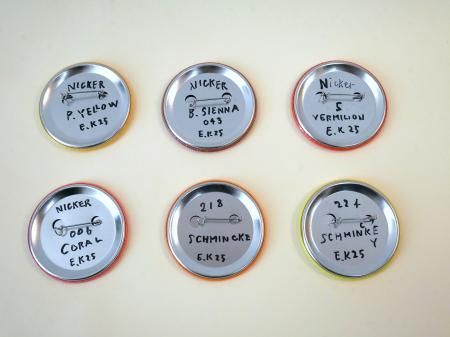 NICKER
P. YELLOW
E.K25
NICKER
B. SIENNA
043
E.K25
Nicker
S
VERMILION
E.K25
NICKER
006
CORAL
E.K25
218
SCHMINCKE
E.K25
224
SCHMINKE
Y
E.K25